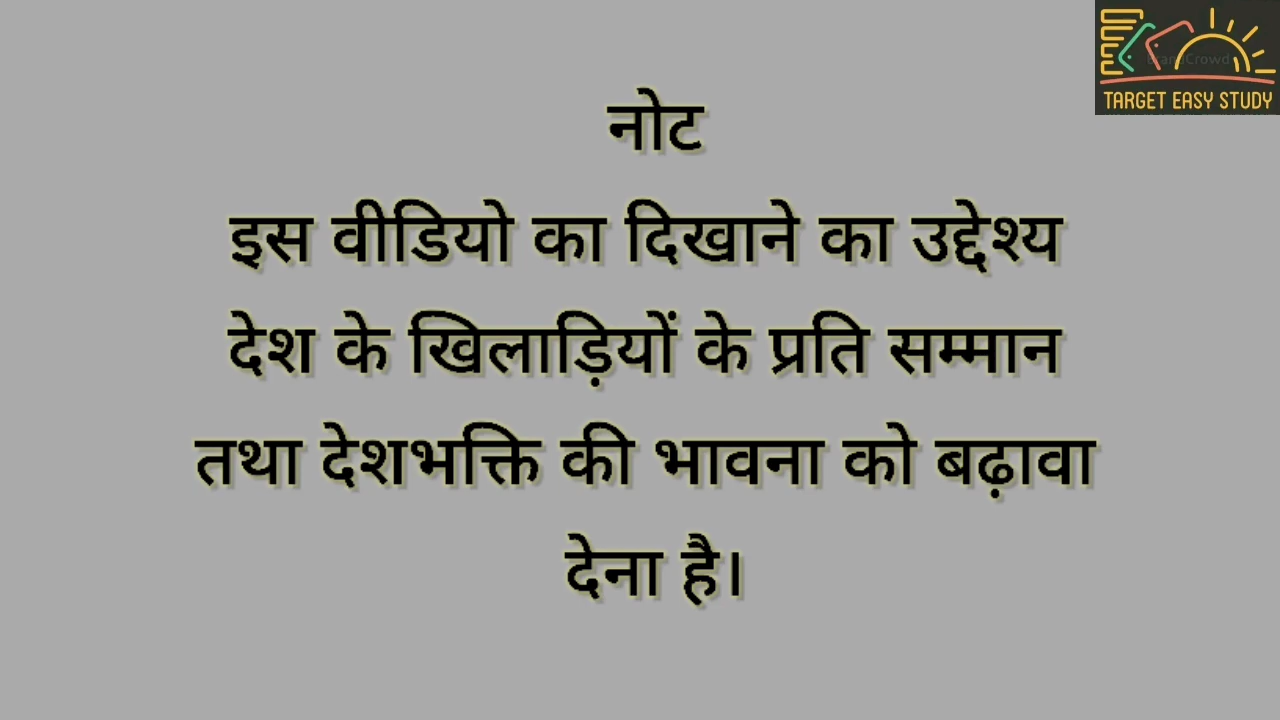 TARGET EASY STUDY
नोट
इस वीडियो का दिखाने का उद्देश्य
देश के खिलाड़ियों के प्रति सम्मान
तथा देशभक्ति की भावना को बढ़ावा
देना है।